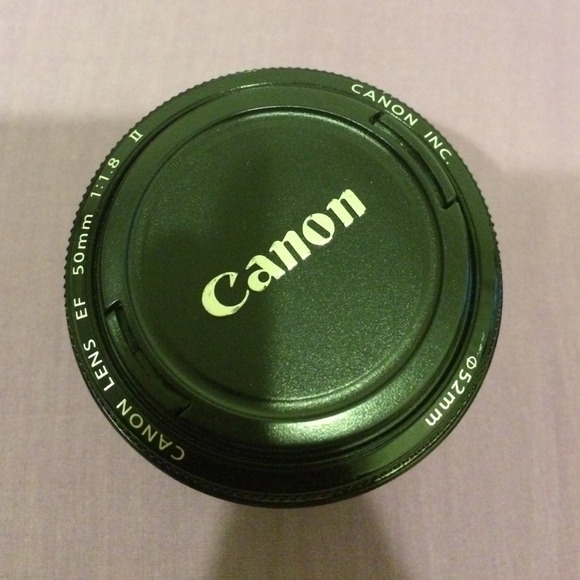 Canon
CANON LENS EF 50mm 1:1.8 II
CANON INC.
⌀52mm